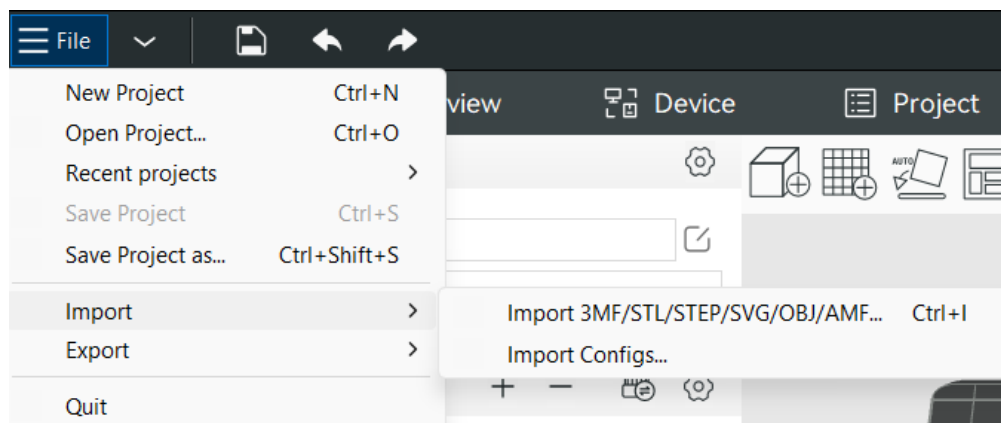 File
view Device Project
AUTO
New Project Ctrl+N
Open Project... Ctrl+O
Recent projects
Save Project Ctrl+S
Save Project as... Ctrl+Shift+S
Import
Export
Quit
Import 3MF/STL/STEP/SVG/OBJ/AMF... Ctrl+I
Import Configs...